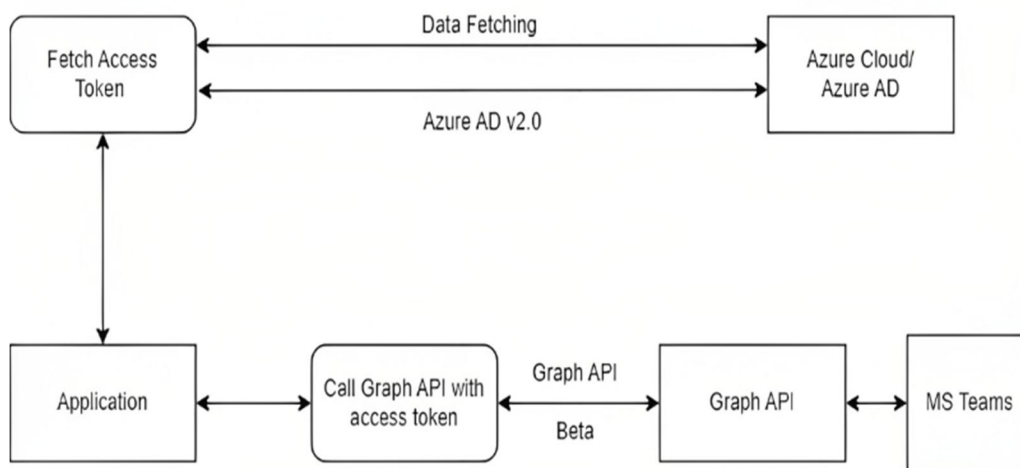 Data Fetching
Fetch Access
Token
Azure Cloud/
Azure AD
Azure AD v2.0
Application
Call Graph API with
access token
Graph API
Beta
Graph API
MS Teams